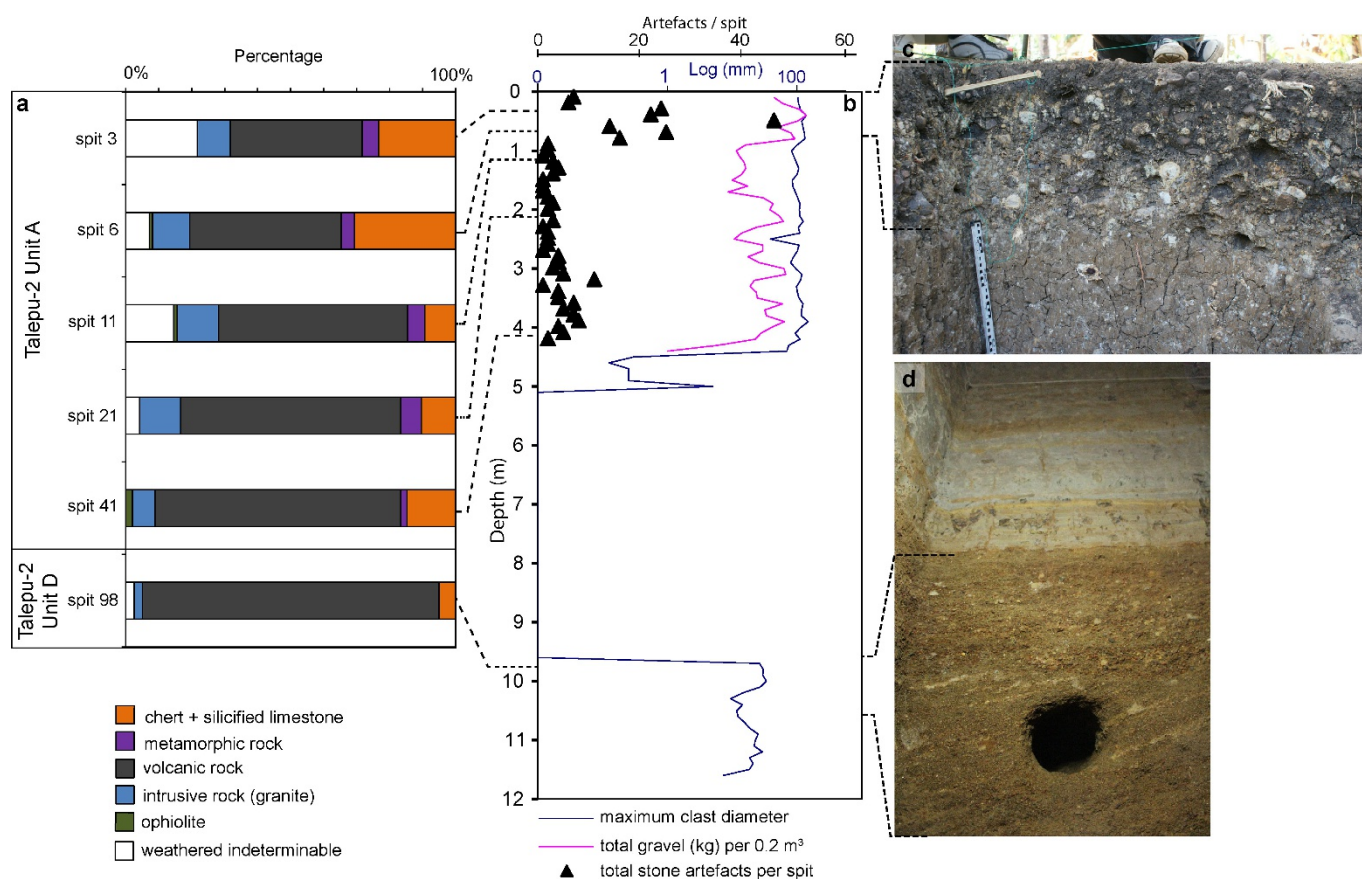 Percentage
0% 100%
a
Talepu-2 Unit A
spit 3
spit 6
spit 11
spit 21
spit 41
Talepu-2
Unit D
spit 98
chert + silicified limestone
metamorphic rock
volcanic rock
intrusive rock (granite)
ophiolite
weathered indeterminable
Artefacts / spit
0 20 40 60
Log (mm)
0 1 100
b
Depth (m)
0
1
2
3
4
5
6
7
8
9
10
11
12
maximum clast diameter
total gravel (kg) per 0.2 m³
total stone artefacts per spit
c
d